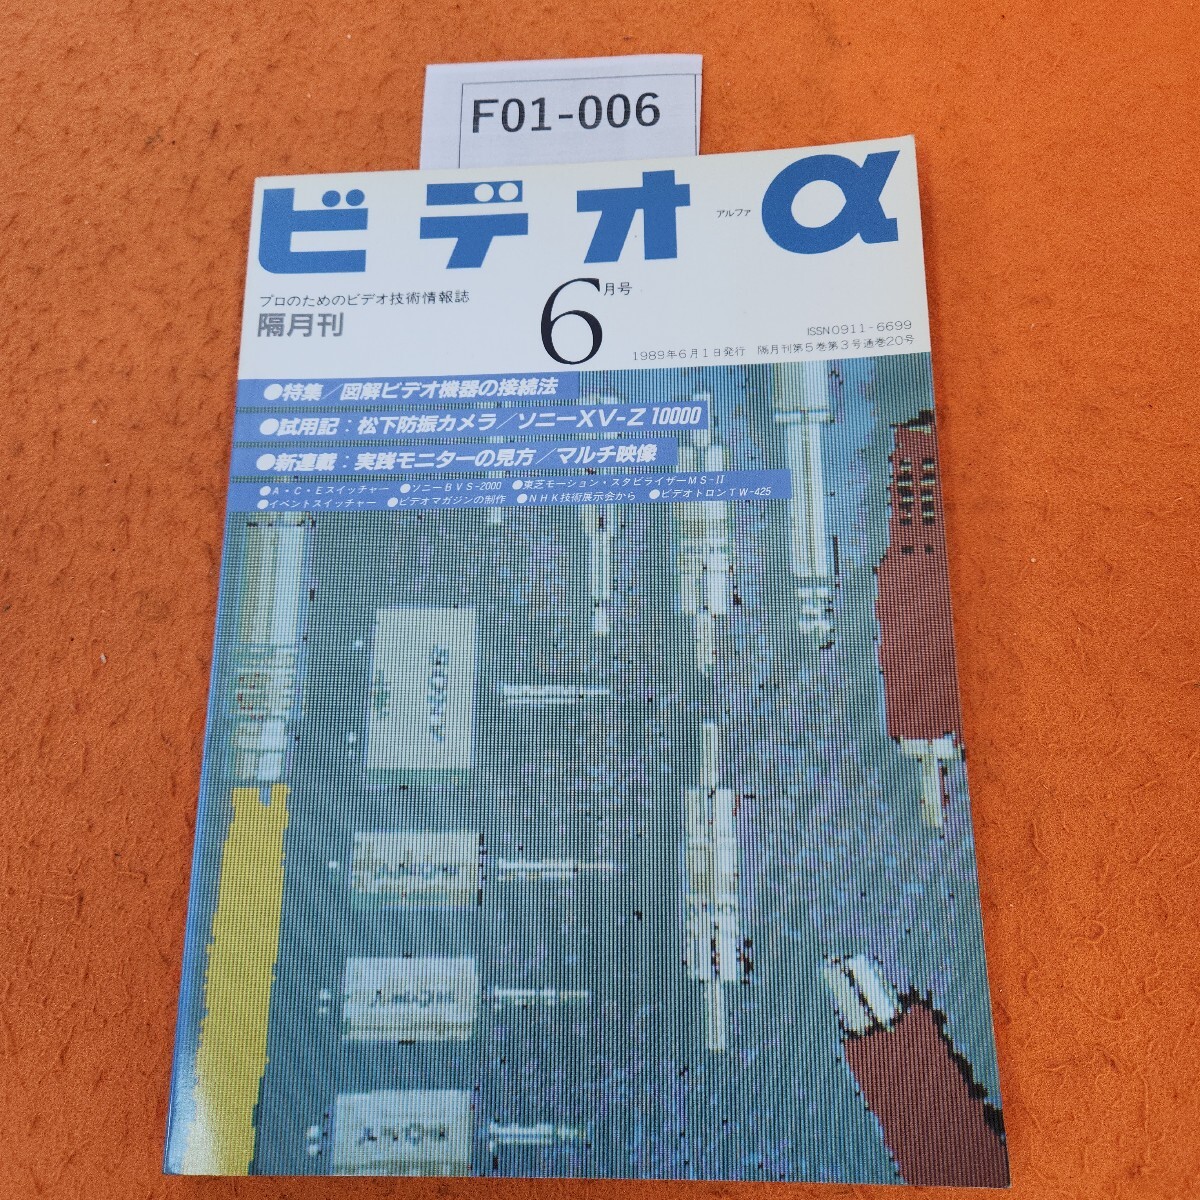 F01-006
ビデオα
アルファ
プロのためのビデオ技術情報誌
隔月刊
6月号
ISSN0911-6699
1989年6月1日発行 隔月刊第5巻第3号通巻20号
●特集/図解ビデオ機器の接続法
●試用記:松下防振カメラ/ソニーXV-Z10000
●新連載:実践モニターの見方/マルチ映像
●A・C・Eスイッチャー ●ソニーBVS-2000 ●東芝モーション・スタビライザーMS-II
●イベントスイッチャー ●ビデオマガジンの制作 ●NHK技術展示会から ●ビデオトロンTW-425